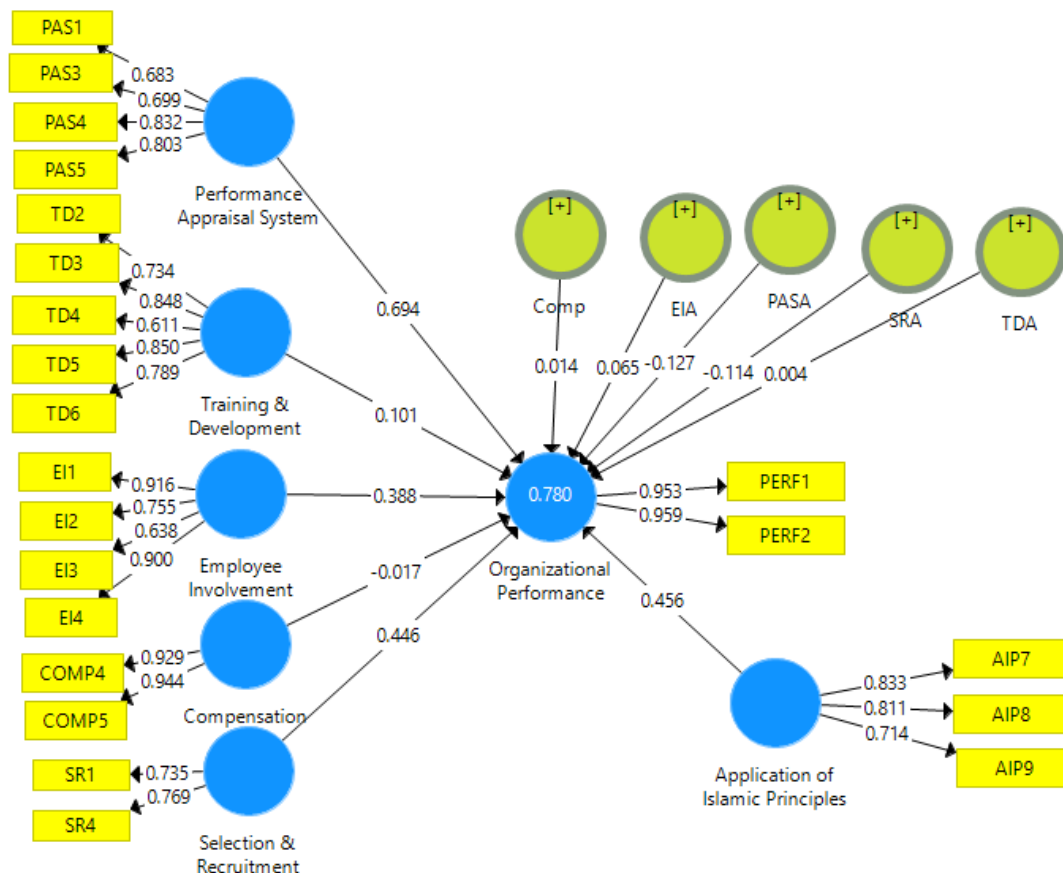 PAS1
PAS3
PAS4
PAS5
0.683
0.699
0.832
0.803
Performance
Appraisal System
TD2
TD3
TD4
TD5
TD6
0.734
0.848
0.611
0.850
0.789
Training &
Development
EI1
EI2
EI3
EI4
0.916
0.755
0.638
0.900
Employee
Involvement
COMP4
COMP5
0.929
0.944
Compensation
SR1
SR4
0.735
0.769
Selection &
Recruitment
0.694
0.101
0.388
-0.017
0.446
[+]
Comp
[+]
EIA
[+]
PASA
[+]
SRA
[+]
TDA
0.014
0.065
-0.127
-0.114
0.004
0.780
Organizational
Performance
0.953
0.959
PERF1
PERF2
0.456
Application of
Islamic Principles
0.833
0.811
0.714
AIP7
AIP8
AIP9